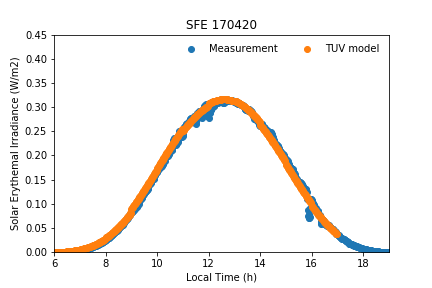 SFE 170420
Measurement
TUV model
Solar Erythemal Irradiance (W/m2)
0.45
0.40
0.35
0.30
0.25
0.20
0.15
0.10
0.05
0.00
6 8 10 12 14 16 18
Local Time (h)